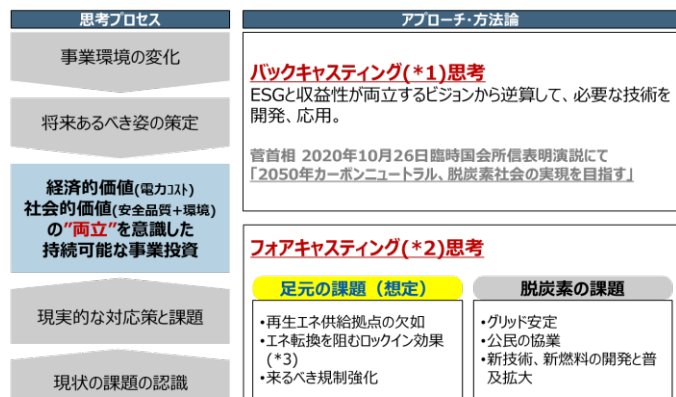 思考プロセス
事業環境の変化
将来あるべき姿の策定
経済的価値(電力コスト)
社会的価値(安全品質+環境)
の"両立"を意識した
持続可能な事業投資
現実的な対応策と課題
現状の課題の認識
アプローチ・方法論
バックキャスティング(*1)思考
ESGと収益性が両立するビジョンから逆算して、必要な技術を
開発、応用。
菅首相 2020年10月26日臨時国会所信表明演説にて
「2050年カーボンニュートラル、脱炭素社会の実現を目指す」
フォアキャスティング(*2)思考
足元の課題（想定）
・再生エネ供給拠点の欠如
・エネ転換を阻むロックイン効果
(*3)
・来るべき規制強化
脱炭素の課題
・グリッド安定
・公民の協業
・新技術、新燃料の開発と普
及拡大